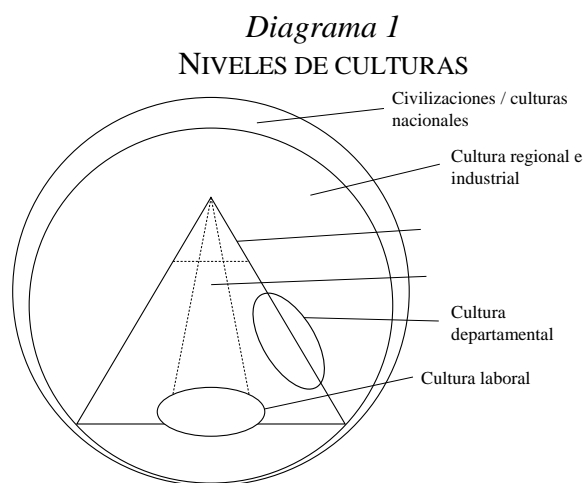 Diagrama 1
NIVELES DE CULTURAS
Civilizaciones / culturas
nacionales
Cultura regional e
industrial
Cultura
departamental
Cultura laboral